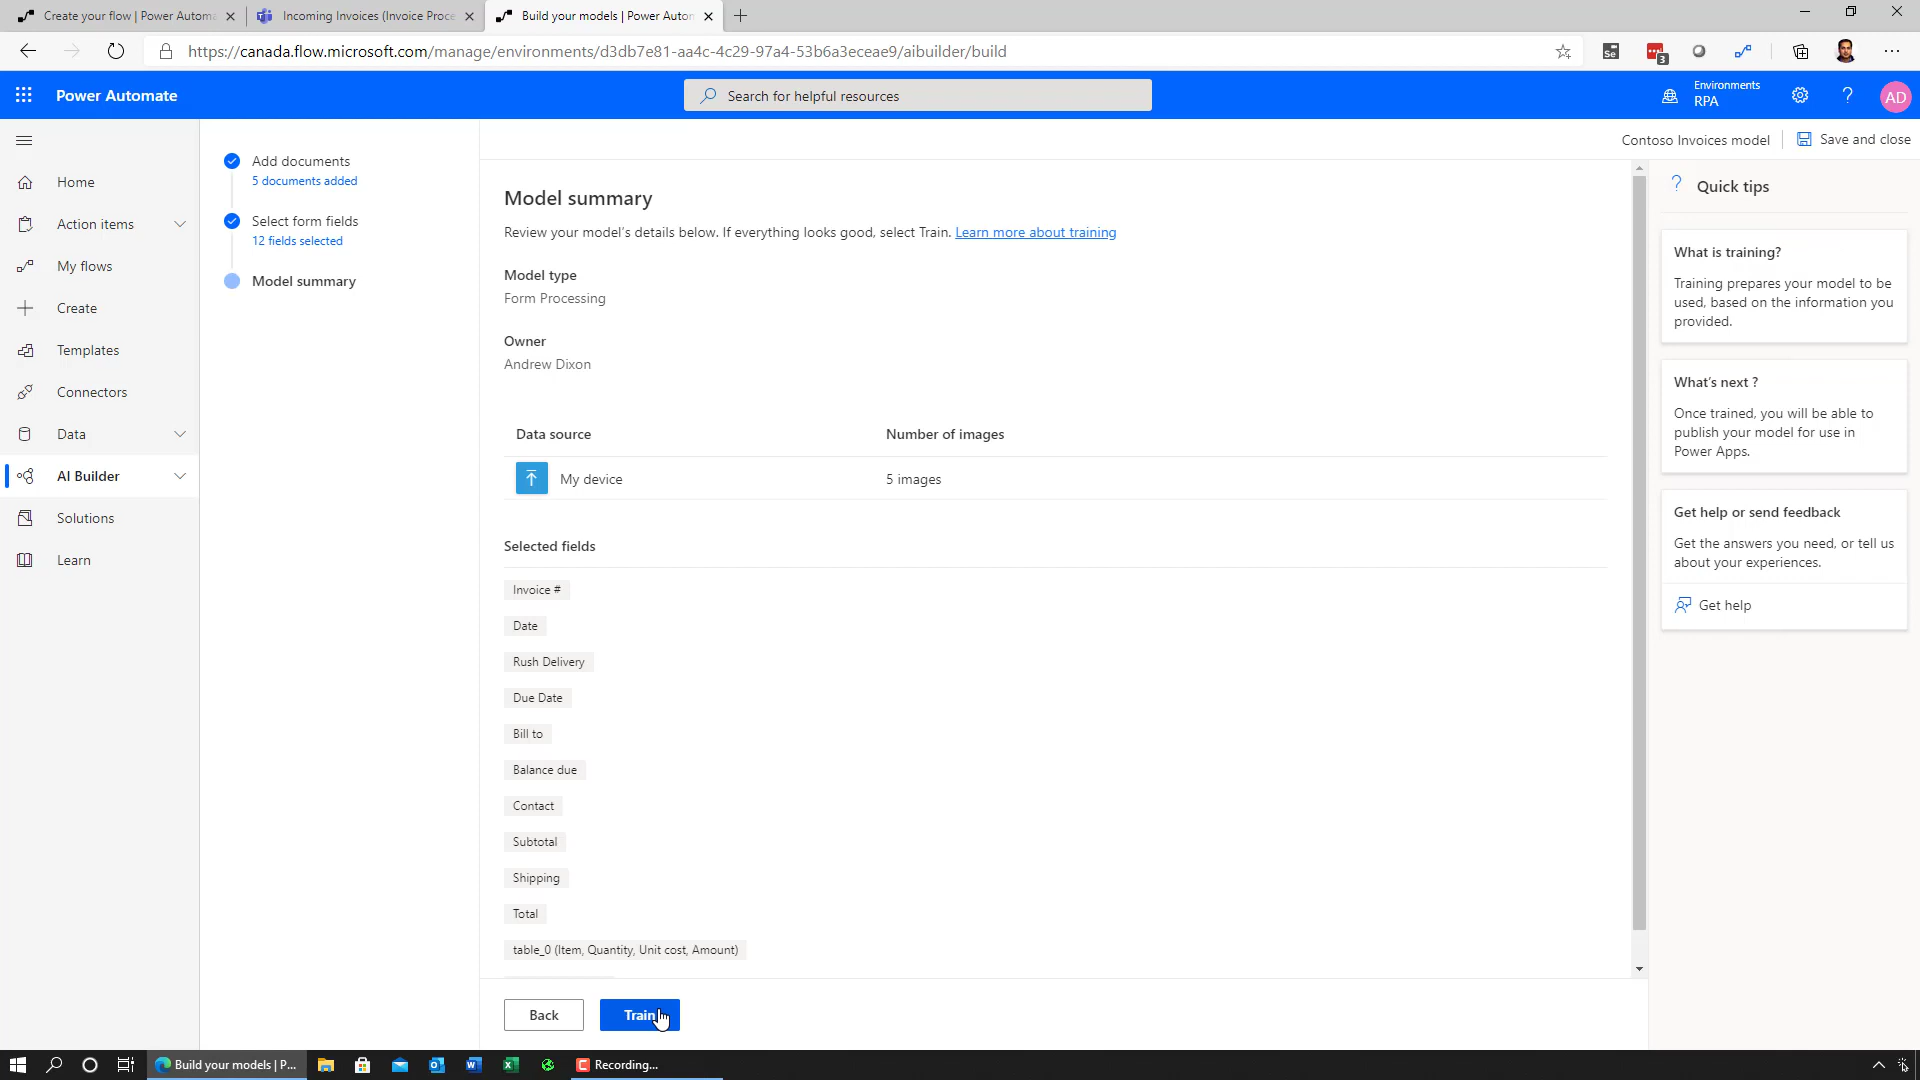 Create your flow | Power Automa
Incoming Invoices (Invoice Proce
Build your models | Power Autom
https://canada.flow.microsoft.com/manage/environments/d3db7e81-aa4c-4c29-97a4-53b6a3eceae9/aibuilder/build
Se
3
Power Automate
Search for helpful resources
Environments
RPA
?
AD
Contoso Invoices model
Save and close
Home
Action items
My flows
Create
Templates
Connectors
Data
AI Builder
Solutions
Learn
Add documents
5 documents added
Select form fields
12 fields selected
Model summary
Model summary
Review your model's details below. If everything looks good, select Train. Learn more about training
Model type
Form Processing
Owner
Andrew Dixon
Data source
Number of images
My device
5 images
Selected fields
Invoice #
Date
Rush Delivery
Due Date
Bill to
Balance due
Contact
Subtotal
Shipping
Total
table_0 (Item, Quantity, Unit cost, Amount)
Back
Train
? Quick tips
What is training?
Training prepares your model to be
used, based on the information you
provided.
What's next ?
Once trained, you will be able to
publish your model for use in
Power Apps.
Get help or send feedback
Get the answers you need, or tell us
about your experiences.
Get help
Build your models | P...
Recording...